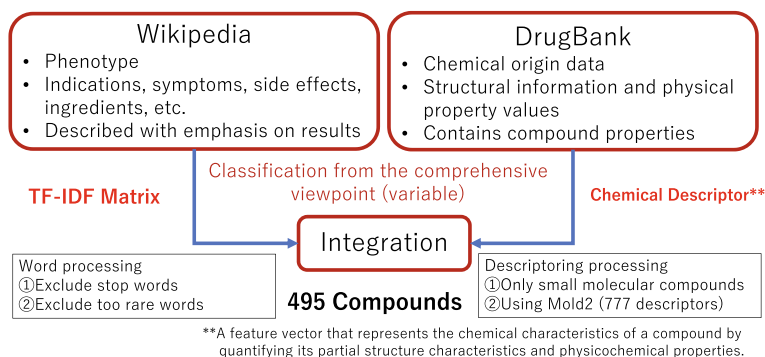 Wikipedia
• Phenotype
• Indications, symptoms, side effects,
ingredients, etc.
• Described with emphasis on results
DrugBank
• Chemical origin data
• Structural information and physical
property values
• Contains compound properties
Classification from the comprehensive
viewpoint (variable)
TF-IDF Matrix
Chemical Descriptor**
Integration
Word processing
①Exclude stop words
②Exclude too rare words
495 Compounds
Descriptoring processing
①Only small molecular compounds
②Using Mold2 (777 descriptors)
**A feature vector that represents the chemical characteristics of a compound by
quantifying its partial structure characteristics and physicochemical properties.